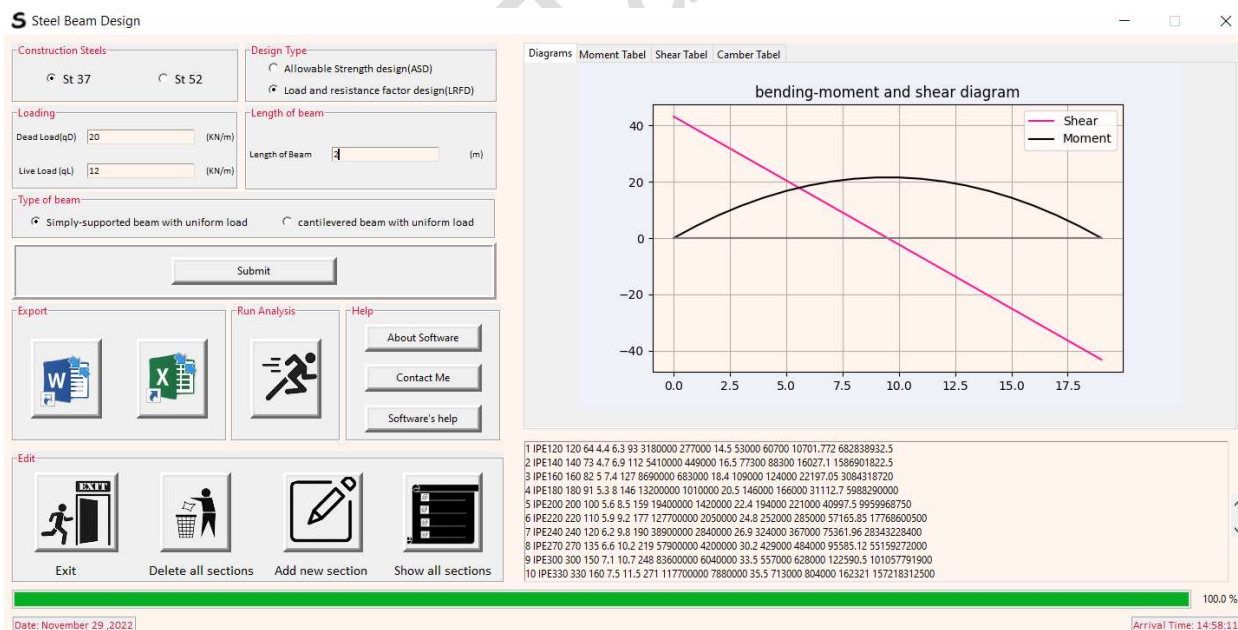 S Steel Beam Design
Construction Steels
St 37
St 52
Design Type
Allowable Strength design(ASD)
Load and resistance factor design(LRFD)
Loading
Dead Load(qD) 20 (KN/m)
Live Load (qL) 12 (KN/m)
Length of beam
Length of Beam 2 (m)
Type of beam
Simply-supported beam with uniform load
cantilevered beam with uniform load
Submit
Export
Run Analysis
Help
About Software
Contact Me
Software's help
Edit
EXIT
Exit
Delete all sections
Add new section
Show all sections
Diagrams Moment Tabel Shear Tabel Camber Tabel
bending-moment and shear diagram
Shear
Moment
40
20
0
−20
−40
0.0 2.5 5.0 7.5 10.0 12.5 15.0 17.5
1 IPE120 120 64 4.4 6.3 93 3180000 277000 14.5 53000 60700 10701.772 682838932.5
2 IPE140 140 73 4.7 6.9 112 5410000 449000 16.5 77300 88300 16027.1 1586901822.5
3 IPE160 160 82 5 7.4 127 8690000 683000 18.4 109000 124000 22197.05 3084318720
4 IPE180 180 91 5.3 8 146 13200000 1010000 20.5 146000 166000 31112.7 5988290000
5 IPE200 200 100 5.6 8.5 159 19400000 1420000 22.4 194000 221000 40997.5 9959968750
6 IPE220 220 110 5.9 9.2 177 127700000 2050000 24.8 252000 285000 57165.85 17768600500
7 IPE240 240 120 6.2 9.8 190 38900000 2840000 26.9 324000 367000 75361.96 28343228400
8 IPE270 270 135 6.6 10.2 219 57900000 4200000 30.2 429000 484000 95585.12 55159272000
9 IPE300 300 150 7.1 10.7 248 83600000 6040000 33.5 557000 628000 122590.5 101057791900
10 IPE330 330 160 7.5 11.5 271 117700000 7880000 35.5 713000 804000 162321 157218312500
100.0 %
Date: November 29 ,2022
Arrival Time: 14:58:11